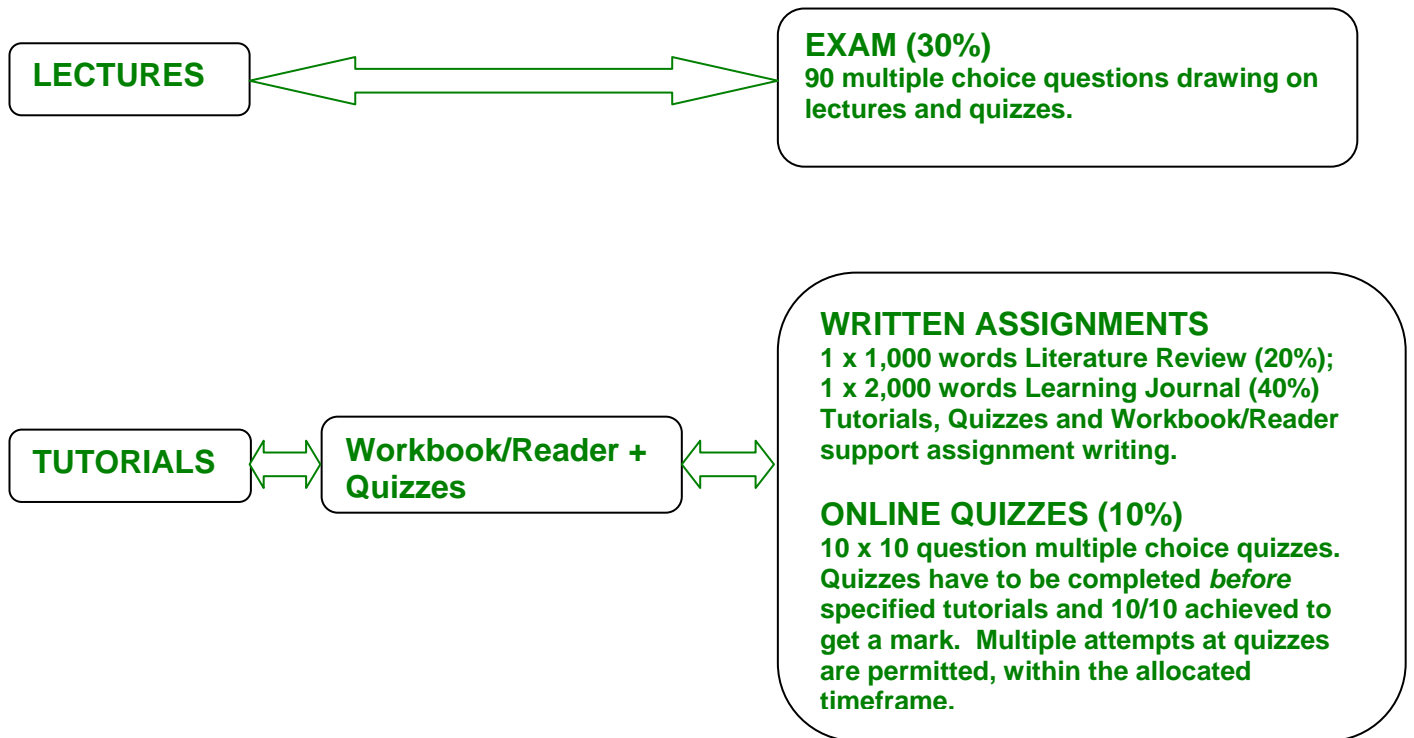 LECTURES
EXAM (30%)
90 multiple choice questions drawing on
lectures and quizzes.
TUTORIALS
Workbook/Reader +
Quizzes
WRITTEN ASSIGNMENTS
1 x 1,000 words Literature Review (20%);
1 x 2,000 words Learning Journal (40%)
Tutorials, Quizzes and Workbook/Reader
support assignment writing.
ONLINE QUIZZES (10%)
10 x 10 question multiple choice quizzes.
Quizzes have to be completed before
specified tutorials and 10/10 achieved to
get a mark.  Multiple attempts at quizzes
are permitted, within the allocated
timeframe.